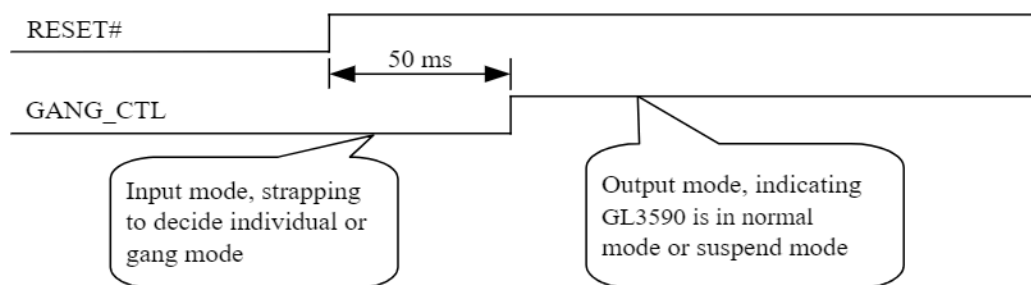 RESET#
50 ms
GANG_CTL
Input mode, strapping
to decide individual or
gang mode
Output mode, indicating
GL3590 is in normal
mode or suspend mode